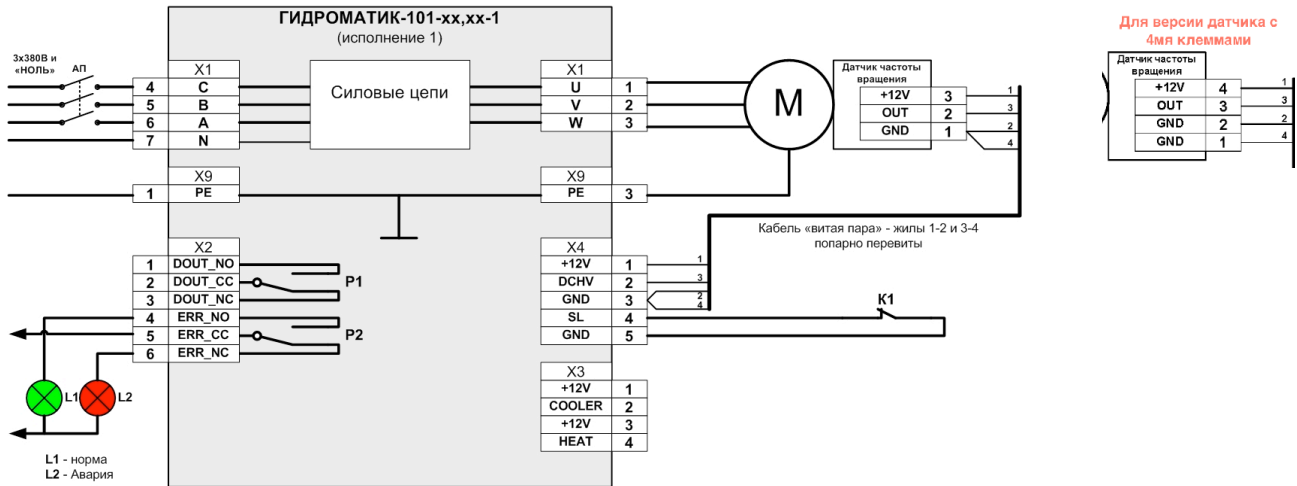 ГИДРОМАТИК-101-xx,xx-1
(исполнение 1)
3х380В и
«НОЛЬ»
АП
X1
4 C
5 B
6 A
7 N
Силовые цепи
X1
U 1
V 2
W 3
M
Датчик частоты
вращения
+12V 3 1
OUT 2 3
GND 1 2
4
Для версии датчика с
4мя клеммами
Датчик частоты
вращения
+12V 4 1
OUT 3 3
GND 2 2
GND 1 4
X9
1 PE
X9
PE 3
Кабель «витая пара» - жилы 1-2 и 3-4
попарно перевиты
X2
1 DOUT_NO
2 DOUT_CC
3 DOUT_NC
4 ERR_NO
5 ERR_CC
6 ERR_NC
P1
P2
X4
+12V 1 1
DCHV 2 3
GND 3 2
4
SL 4
GND 5
К1
X3
+12V 1
COOLER 2
+12V 3
HEAT 4
L1
L2
L1 - норма
L2 - Авария